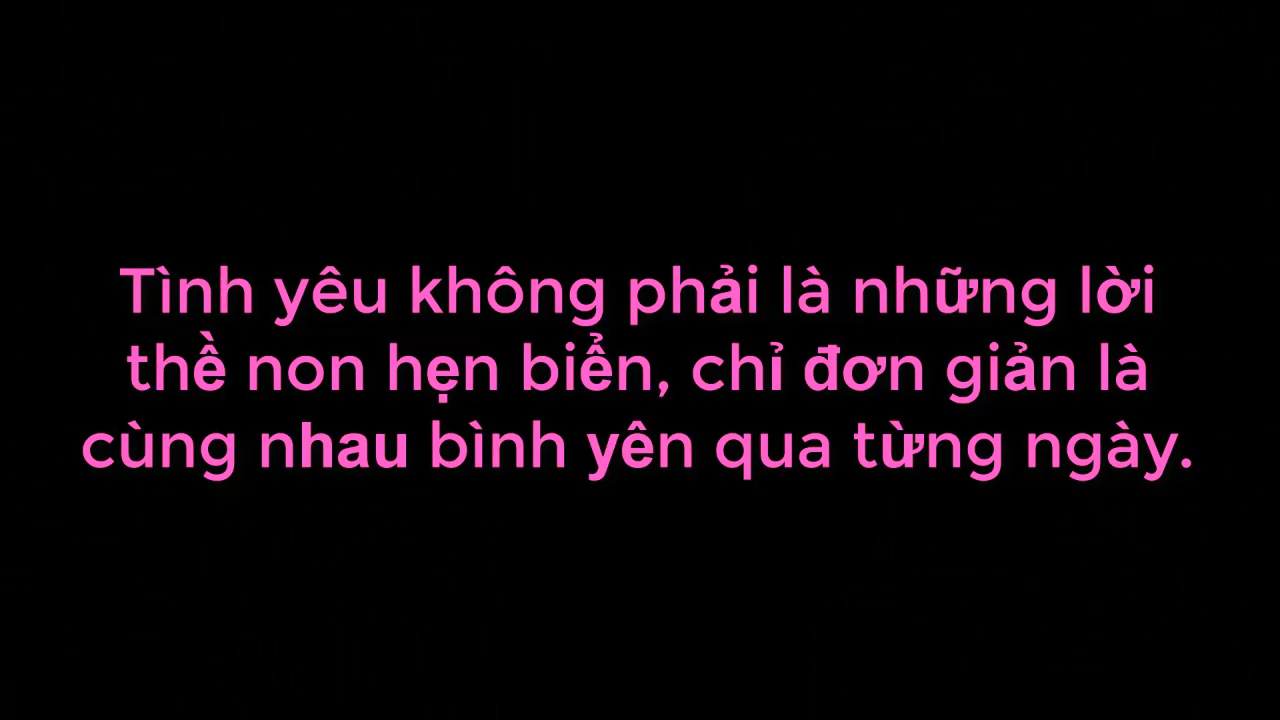 Tình yêu không phải là những lời
thề non hẹn biển, chỉ đơn giản là
cùng nhau bình yên qua từng ngày.